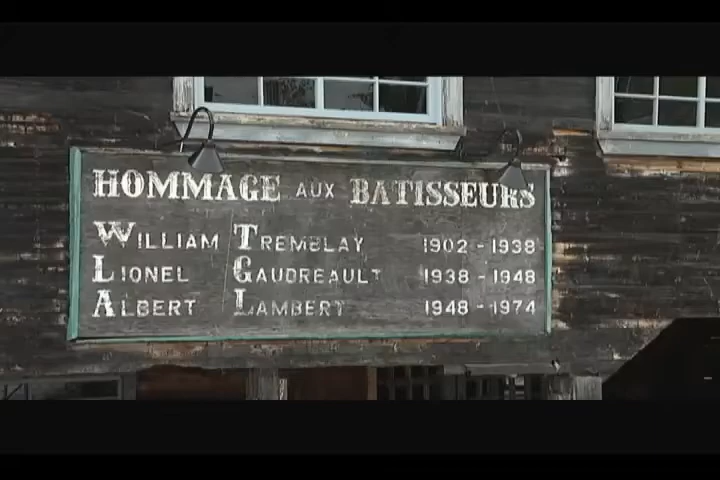 HOMMAGE AUX BATISSEURS
WILLIAM TREMBLAY 1902 - 1938
LIONEL GAUDREAULT 1938 - 1948
ALBERT LAMBERT 1948 - 1974